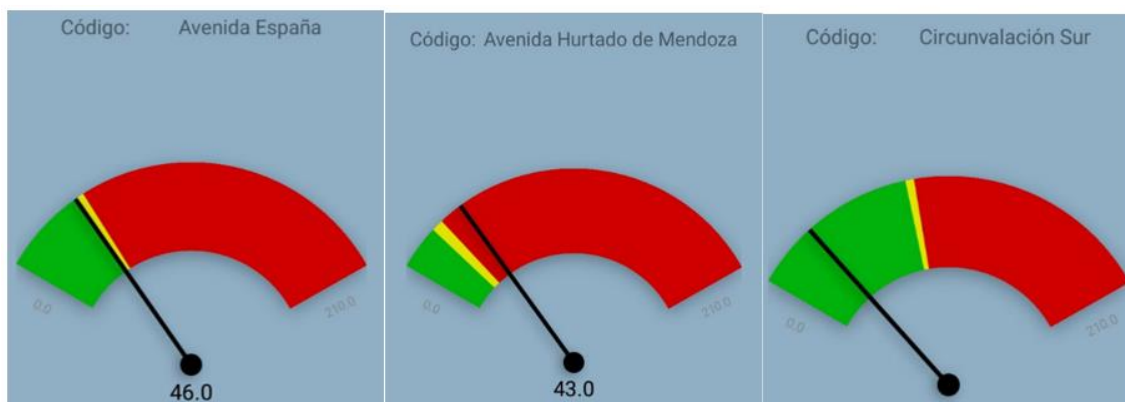 Código: Avenida España
0.0
210.0
46.0
Código: Avenida Hurtado de Mendoza
0.0
210.0
43.0
Código: Circunvalación Sur
0.0
210.0